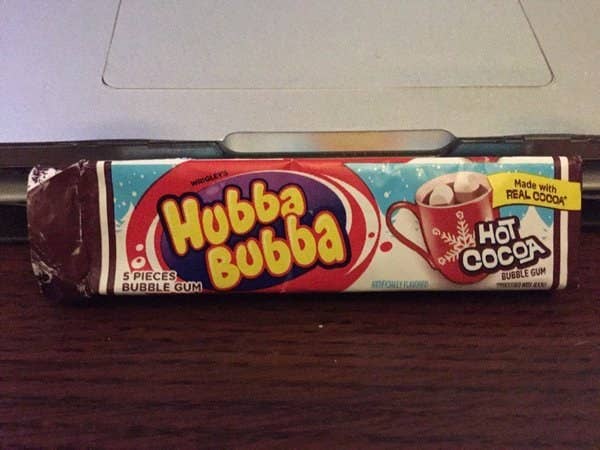 WRIGLEY'S
Hubba
Bubba
5 PIECES
BUBBLE GUM
Made with
REAL COCOA*
HOT
COCOA
BUBBLE GUM
ARTIFICIALLY FLAVORED